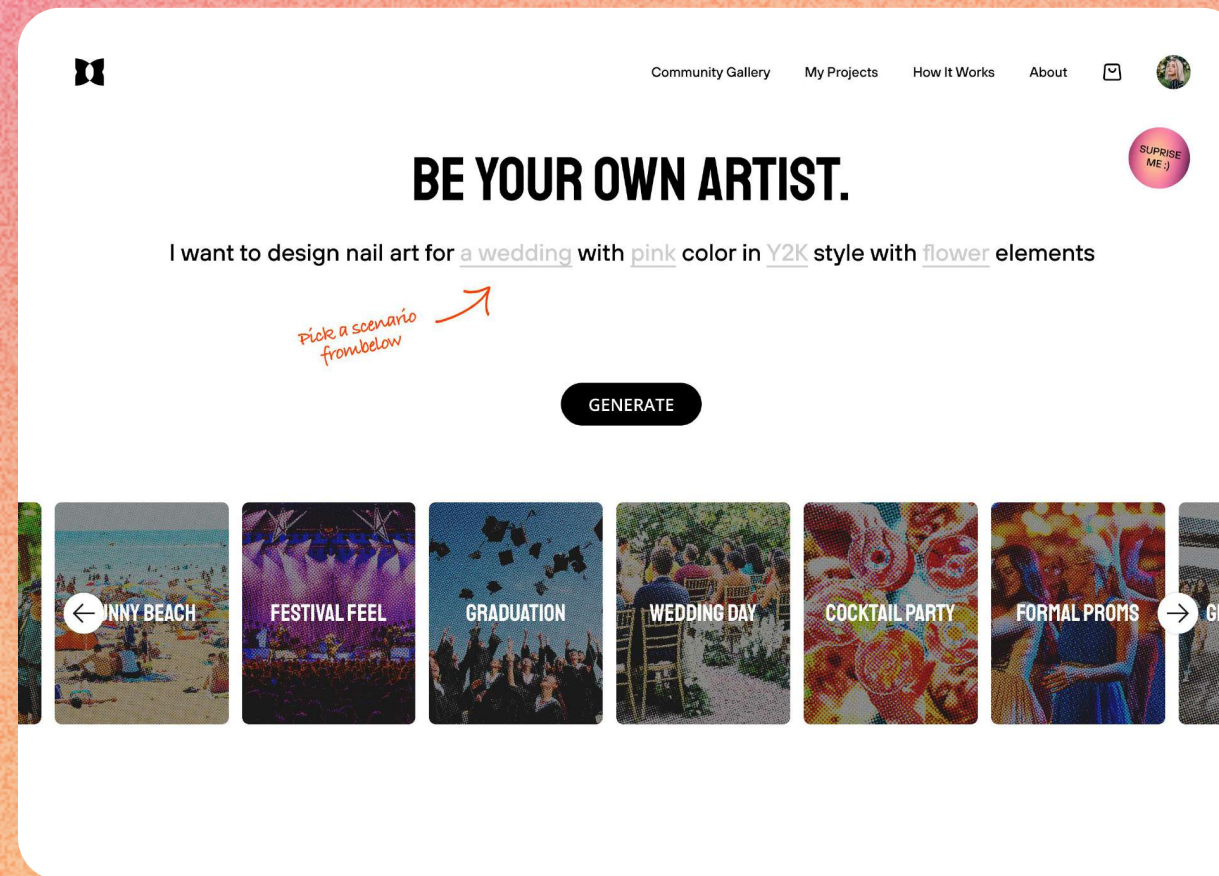 Community Gallery My Projects How It Works About
SUPRISE
ME :)
BE YOUR OWN ARTIST.
I want to design nail art for a wedding with pink color in Y2K style with flower elements
Pick a scenario
frombelow
GENERATE
NNY BEACH
FESTIVAL FEEL
GRADUATION
WEDDING DAY
COCKTAIL PARTY
FORMAL PROMS